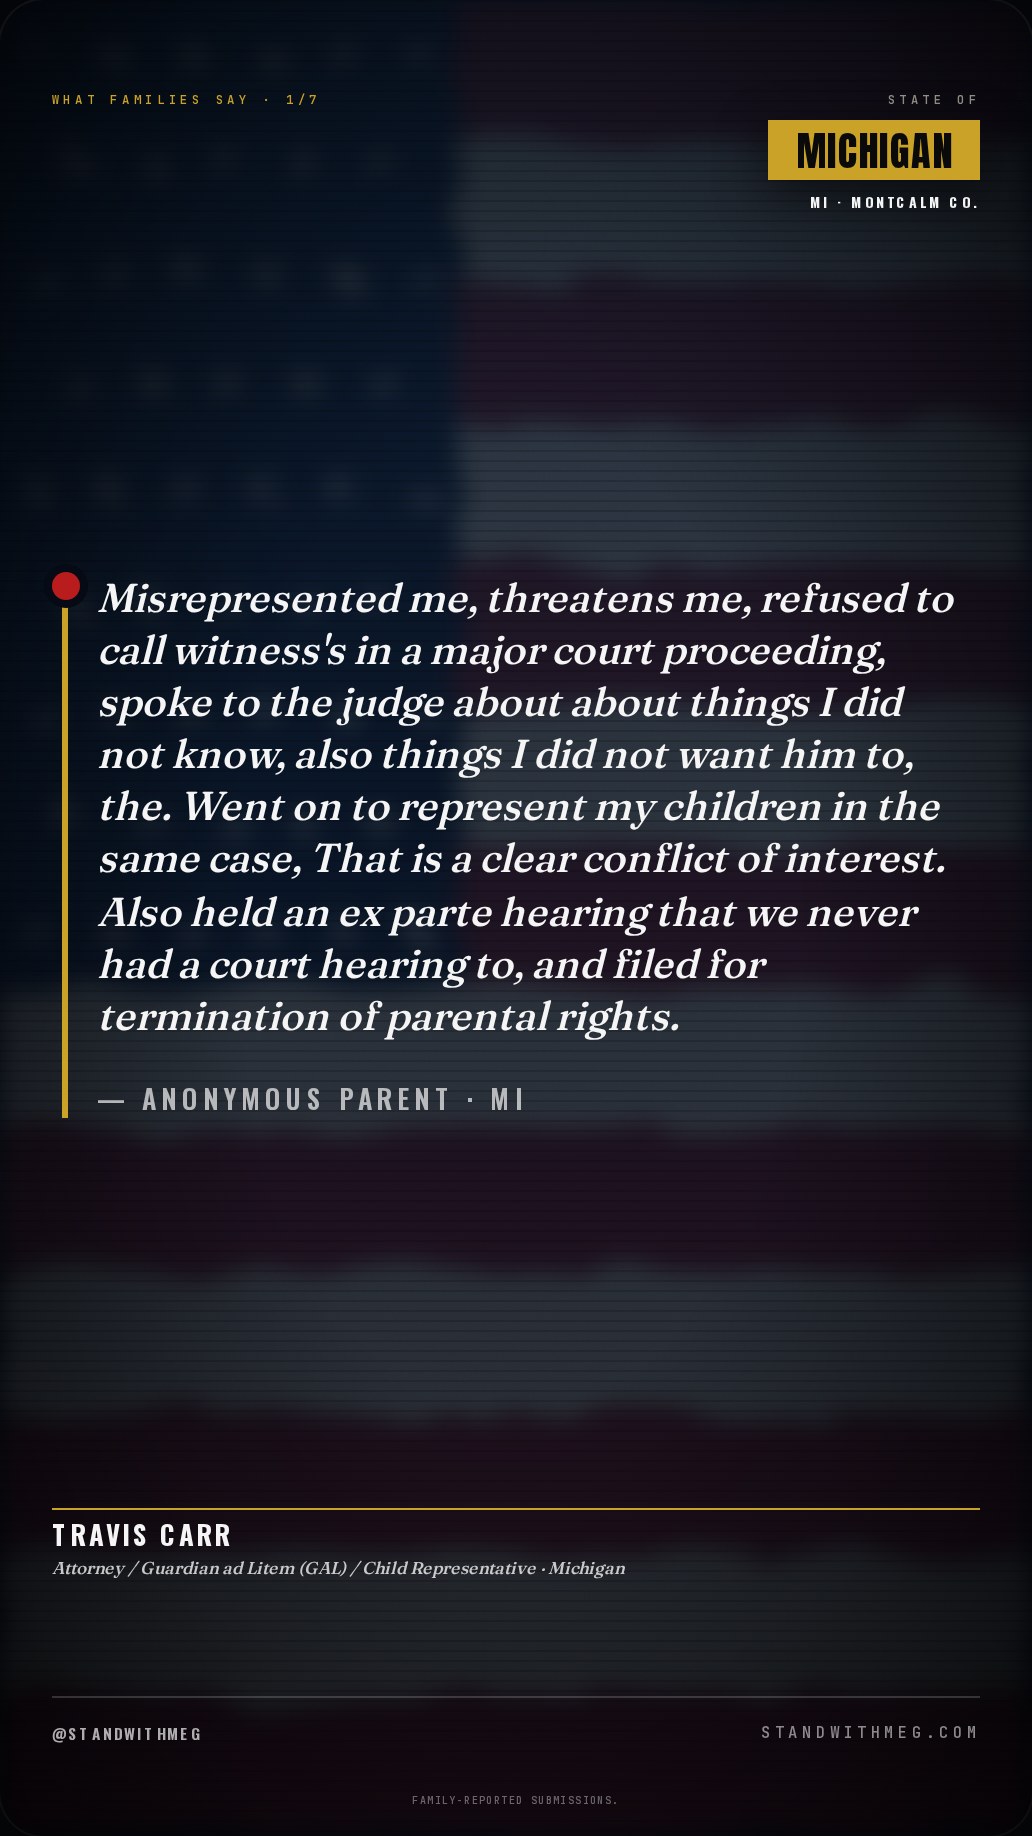 WHAT FAMILIES SAY · 1/7
STATE OF
MICHIGAN
MI · MONTCALM CO.
Misrepresented me, threatens me, refused to
call witness's in a major court proceeding,
spoke to the judge about about things I did
not know, also things I did not want him to,
the. Went on to represent my children in the
same case, That is a clear conflict of interest.
Also held an ex parte hearing that we never
had a court hearing to, and filed for
termination of parental rights.
— ANONYMOUS PARENT · MI
TRAVIS CARR
Attorney / Guardian ad Litem (GAL) / Child Representative · Michigan
@STANDWITHMEG
STANDWITHMEG.COM
FAMILY-REPORTED SUBMISSIONS.